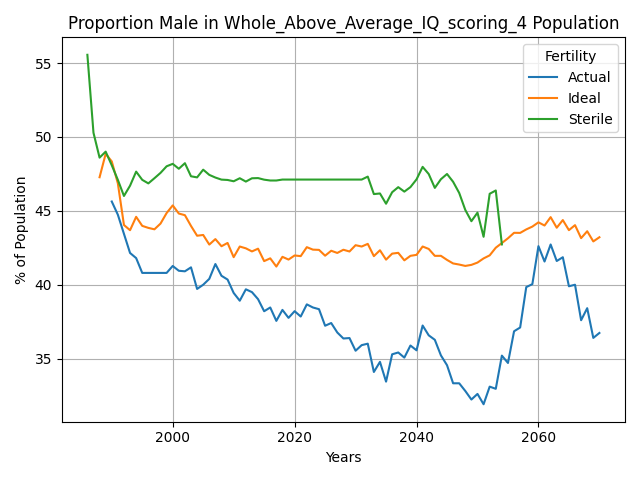 Proportion Male in Whole_Above_Average_IQ_scoring_4 Population
Fertility
Actual
Ideal
Sterile
% of Population
55
50
45
40
35
2000
2020
2040
2060
Years